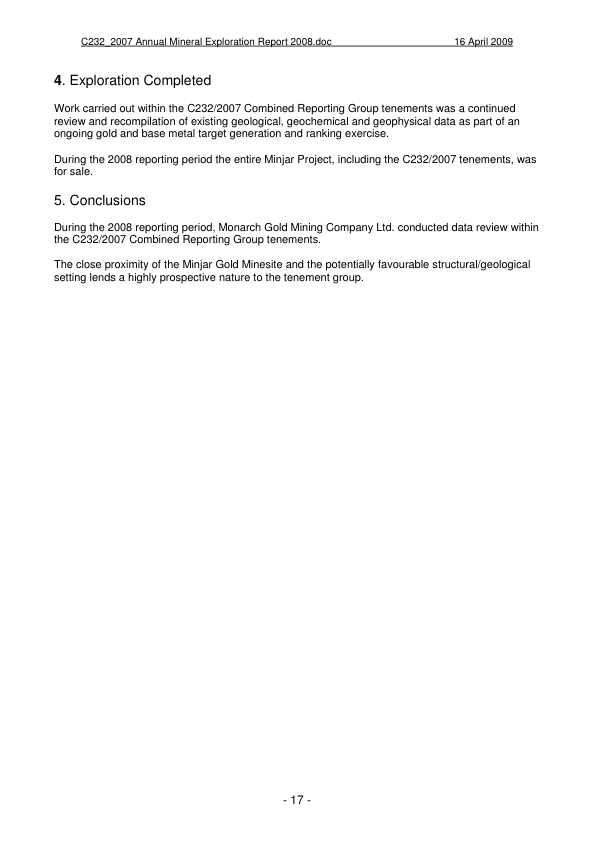 C232_2007 Annual Mineral Exploration Report 2008.doc 16 April 2009
4. Exploration Completed
Work carried out within the C232/2007 Combined Reporting Group tenements was a continued
review and recompilation of existing geological, geochemical and geophysical data as part of an
ongoing gold and base metal target generation and ranking exercise.
During the 2008 reporting period the entire Minjar Project, including the C232/2007 tenements, was
for sale.
5. Conclusions
During the 2008 reporting period, Monarch Gold Mining Company Ltd. conducted data review within
the C232/2007 Combined Reporting Group tenements.
The close proximity of the Minjar Gold Minesite and the potentially favourable structural/geological
setting lends a highly prospective nature to the tenement group.
- 17 -